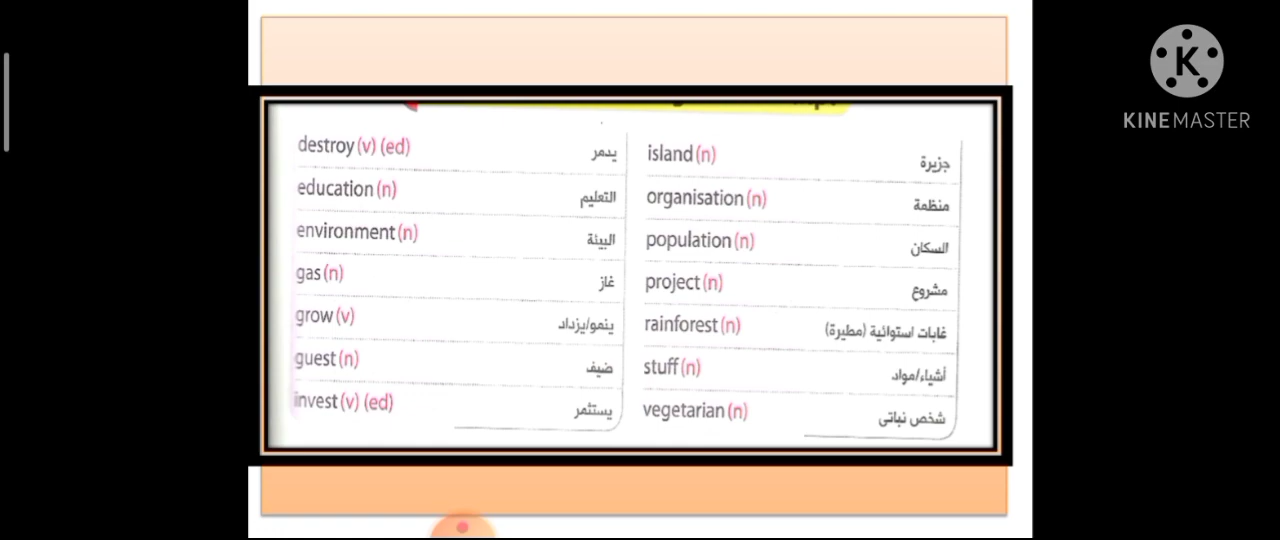 destroy (v) (ed) يدمر
education (n) التعليم
environment (n) البيئة
gas (n) غاز
grow (v) ينمو/يزداد
guest (n) ضيف
invest (v) (ed) يستثمر
island (n) جزيرة
organisation (n) منظمة
population (n) السكان
project (n) مشروع
rainforest (n) غابات استوائية (مطيرة)
stuff (n) أشياء/مواد
vegetarian (n) شخص نباتى
K
KINEMASTER